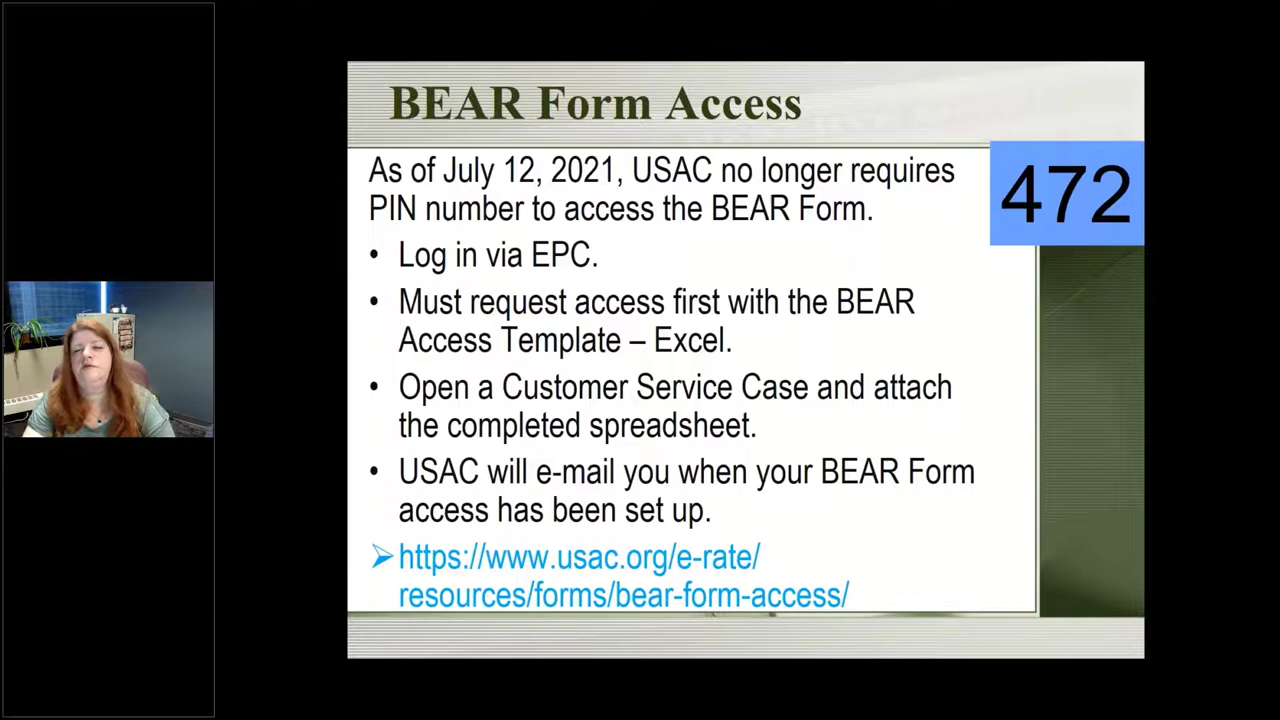 BEAR Form Access
As of July 12, 2021, USAC no longer requires
PIN number to access the BEAR Form.
472
• Log in via EPC.
• Must request access first with the BEAR
Access Template – Excel.
• Open a Customer Service Case and attach
the completed spreadsheet.
• USAC will e-mail you when your BEAR Form
access has been set up.
➢ https://www.usac.org/e-rate/
resources/forms/bear-form-access/